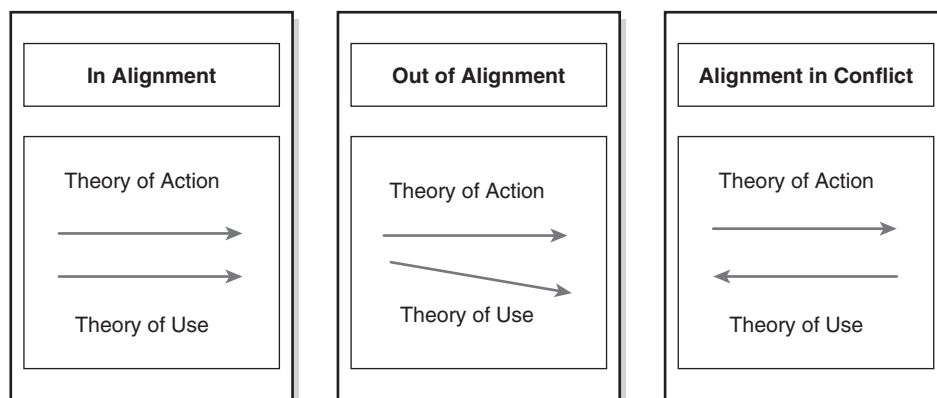 In Alignment
Theory of Action
Theory of Use
Out of Alignment
Theory of Action
Theory of Use
Alignment in Conflict
Theory of Action
Theory of Use